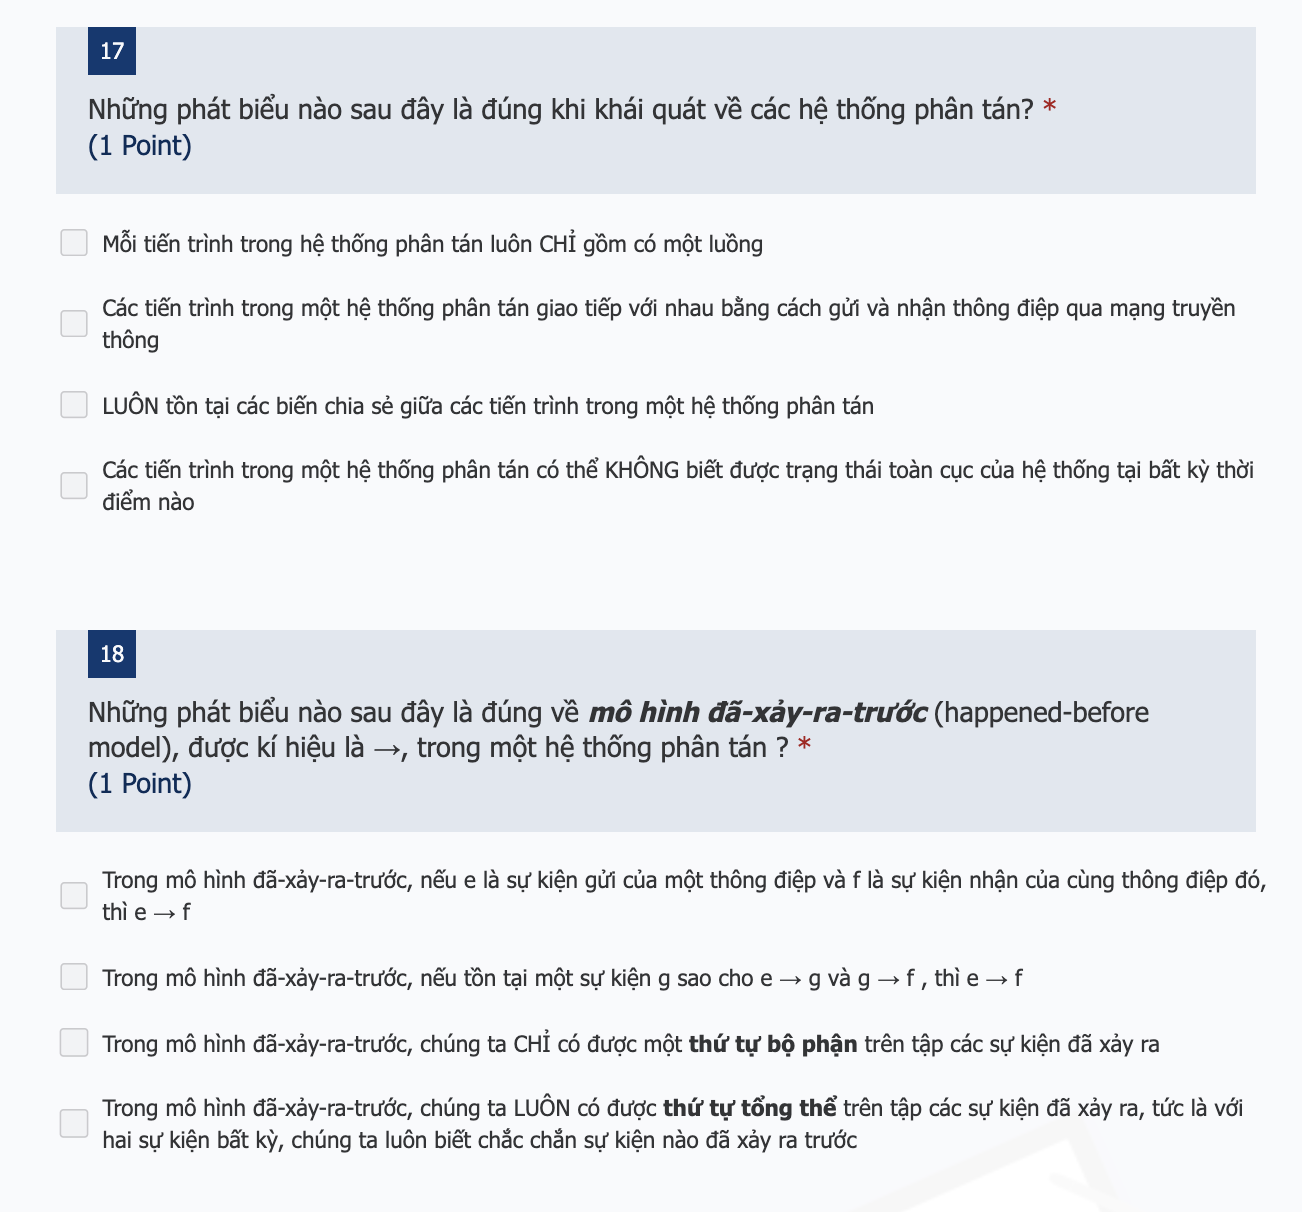 17
Những phát biểu nào sau đây là đúng khi khái quát về các hệ thống phân tán? *
(1 Point)
Mỗi tiến trình trong hệ thống phân tán luôn CHỈ gồm có một luồng
Các tiến trình trong một hệ thống phân tán giao tiếp với nhau bằng cách gửi và nhận thông điệp qua mạng truyền
thông
LUÔN tồn tại các biến chia sẻ giữa các tiến trình trong một hệ thống phân tán
Các tiến trình trong một hệ thống phân tán có thể KHÔNG biết được trạng thái toàn cục của hệ thống tại bất kỳ thời
điểm nào
18
Những phát biểu nào sau đây là đúng về mô hình đã-xảy-ra-trước (happened-before
model), được kí hiệu là →, trong một hệ thống phân tán ? *
(1 Point)
Trong mô hình đã-xảy-ra-trước, nếu e là sự kiện gửi của một thông điệp và f là sự kiện nhận của cùng thông điệp đó,
thì e → f
Trong mô hình đã-xảy-ra-trước, nếu tồn tại một sự kiện g sao cho e → g và g → f , thì e → f
Trong mô hình đã-xảy-ra-trước, chúng ta CHỈ có được một thứ tự bộ phận trên tập các sự kiện đã xảy ra
Trong mô hình đã-xảy-ra-trước, chúng ta LUÔN có được thứ tự tổng thể trên tập các sự kiện đã xảy ra, tức là với
hai sự kiện bất kỳ, chúng ta luôn biết chắc chắn sự kiện nào đã xảy ra trước